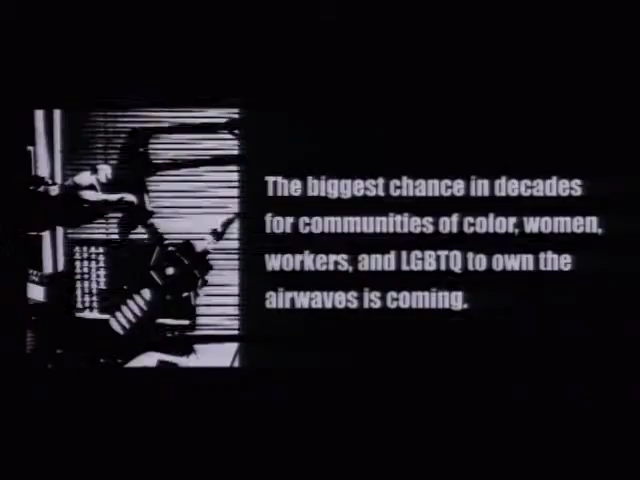 The biggest chance in decades
for communities of color, women,
workers, and LGBTQ to own the
airwaves is coming.